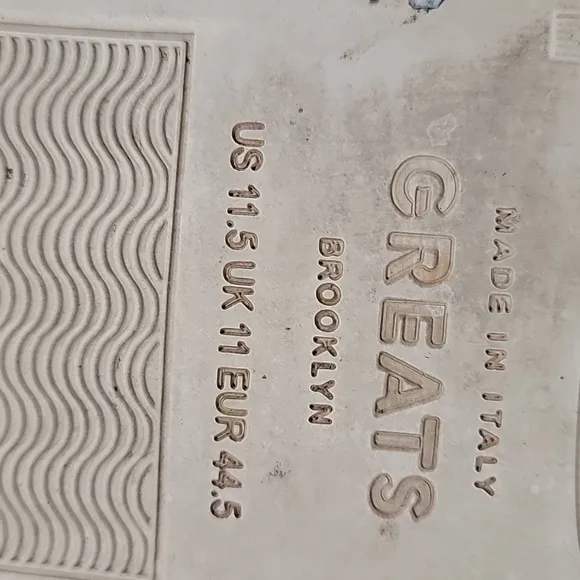 MADE IN ITALY
GREATS
BROOKLYN
US 11.5 UK 11 EUR 44.5